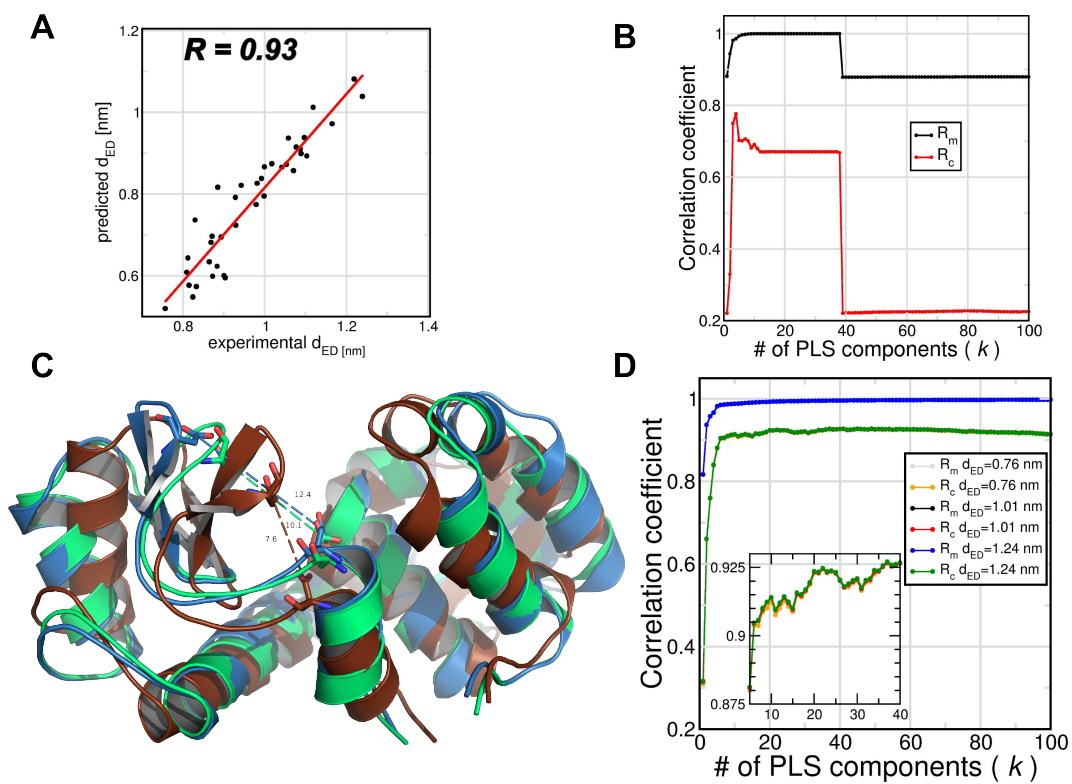 A
R = 0.93
1.2
1
0.8
0.6
predicted d_ED [nm]
0.8 1 1.2 1.4
experimental d_ED [nm]
B
1
0.8
0.6
0.4
0.2
Correlation coefficient
R_m
R_c
0 20 40 60 80 100
# of PLS components ( k )
C
12.4
10.1
7.6
D
1
0.8
0.6
0.4
0.2
Correlation coefficient
R_m d_ED=0.76 nm
R_c d_ED=0.76 nm
R_m d_ED=1.01 nm
R_c d_ED=1.01 nm
R_m d_ED=1.24 nm
R_c d_ED=1.24 nm
0.925
0.9
0.875
10 20 30 40
0 20 40 60 80 100
# of PLS components ( k )